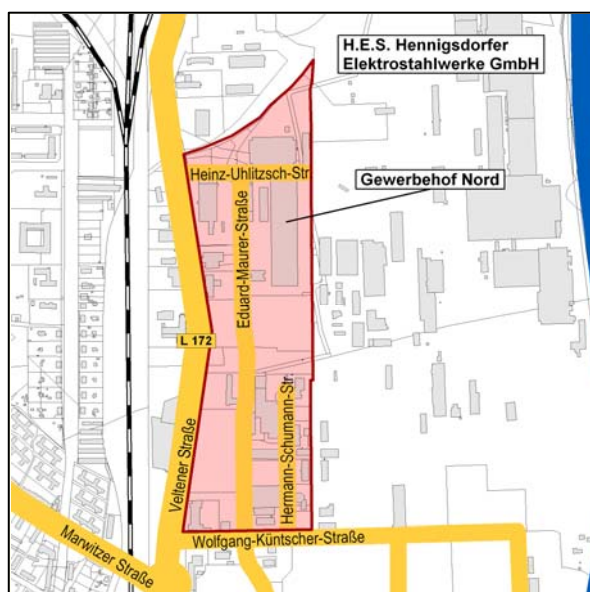 H.E.S. Hennigsdorfer
Elektrostahlwerke GmbH
Heinz-Uhlitzsch-Str
Gewerbehof Nord
Eduard-Maurer-Straße
L 172
Hermann-Schumann-Str.
Veltener Straße
Marwitzer Straße
Wolfgang-Küntscher-Straße